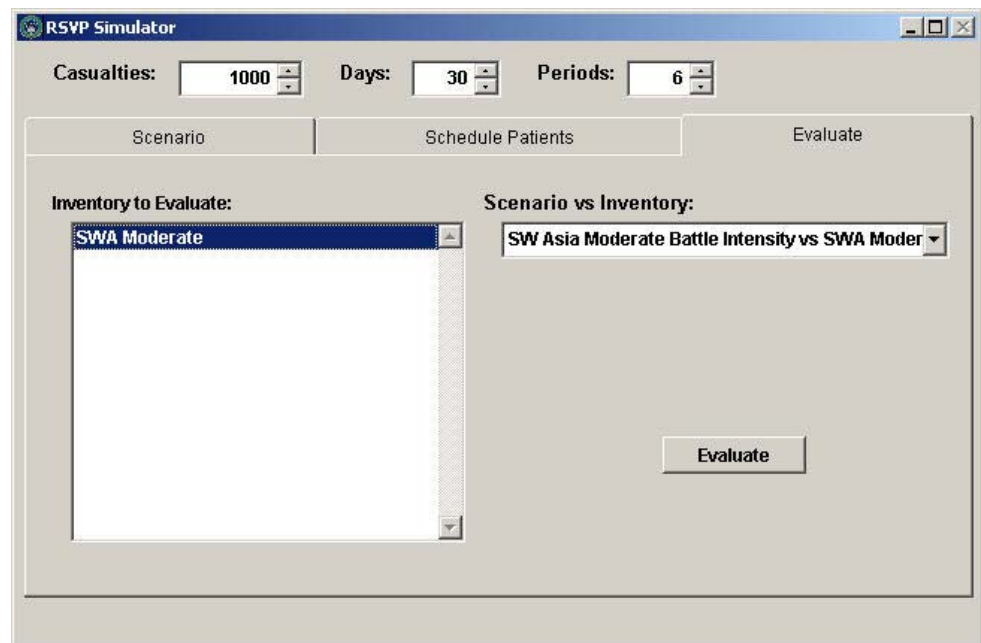 RSVP Simulator
Casualties: 1000 Days: 30 Periods: 6
Scenario Schedule Patients Evaluate
Inventory to Evaluate:
SWA Moderate
Scenario vs Inventory:
SW Asia Moderate Battle Intensity vs SWA Moder
Evaluate